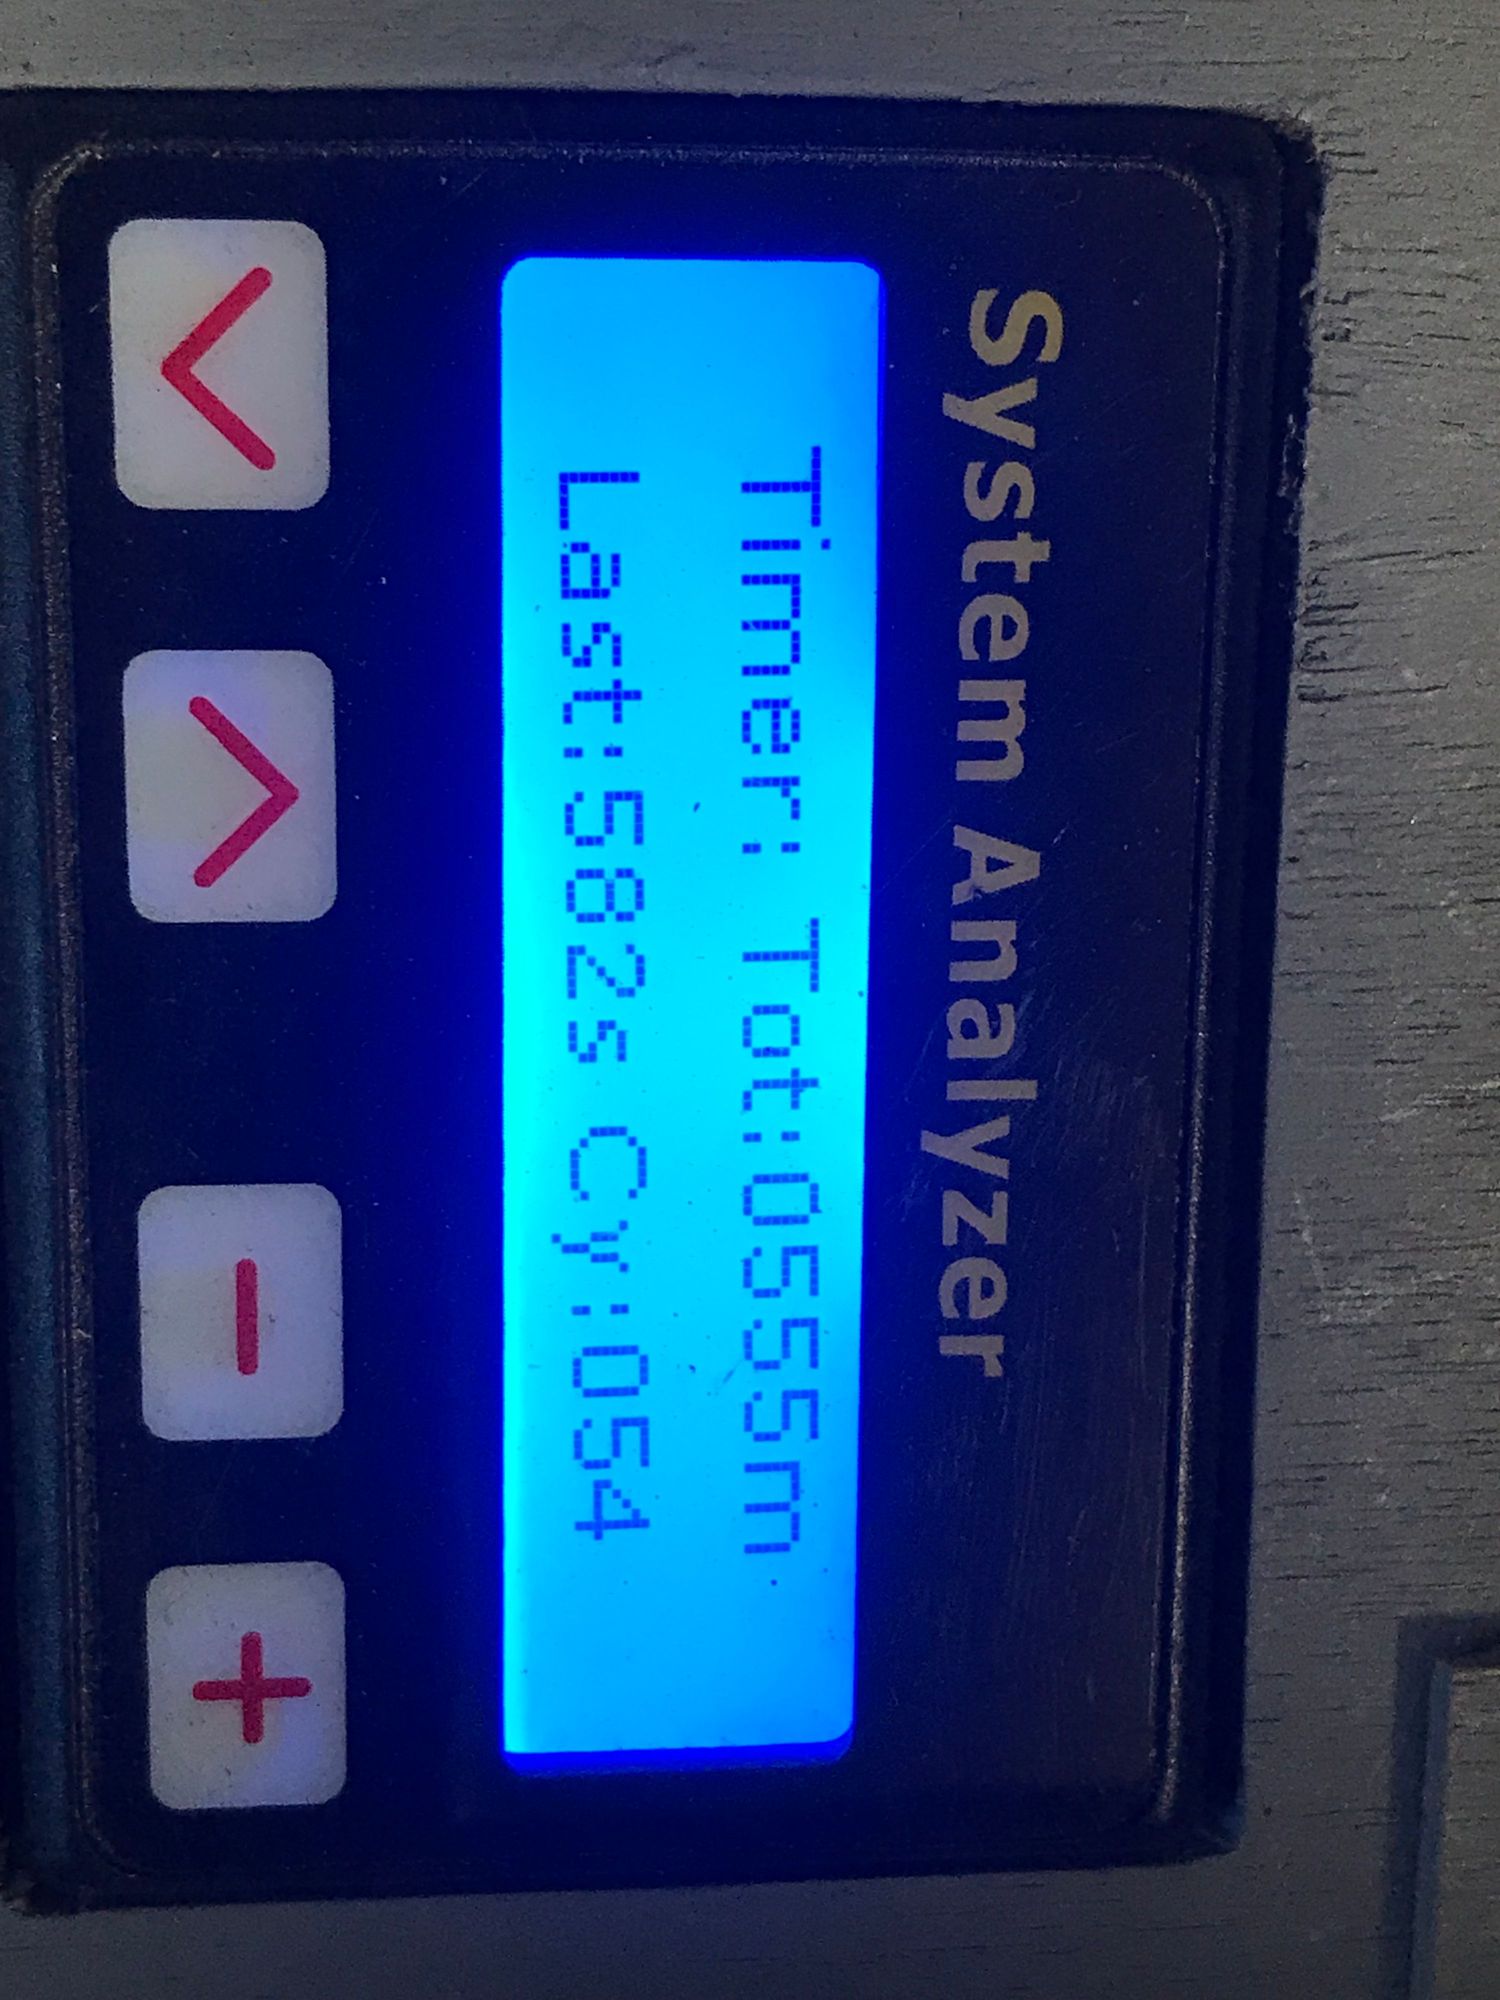 System Analyzer
Timer: Tot:0555m
Last:582s Cy:054